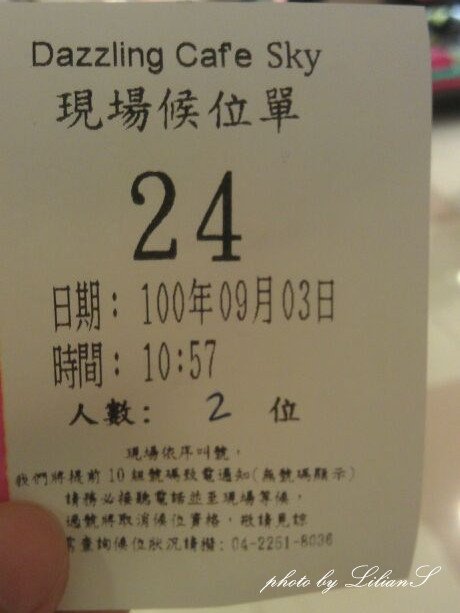 Dazzling Cafe Sky
現場候位單
24
日期：100年09月03日
時間：10:57
人數：2 位
現場依序叫號，
我們將提前10組號碼致電通知(無號碼顯示)
請務必接聽電話並至現場等候，
過號將取消候位資格，敬請見諒
查詢候位狀況請撥：04-2251-8036
photo by LilianS